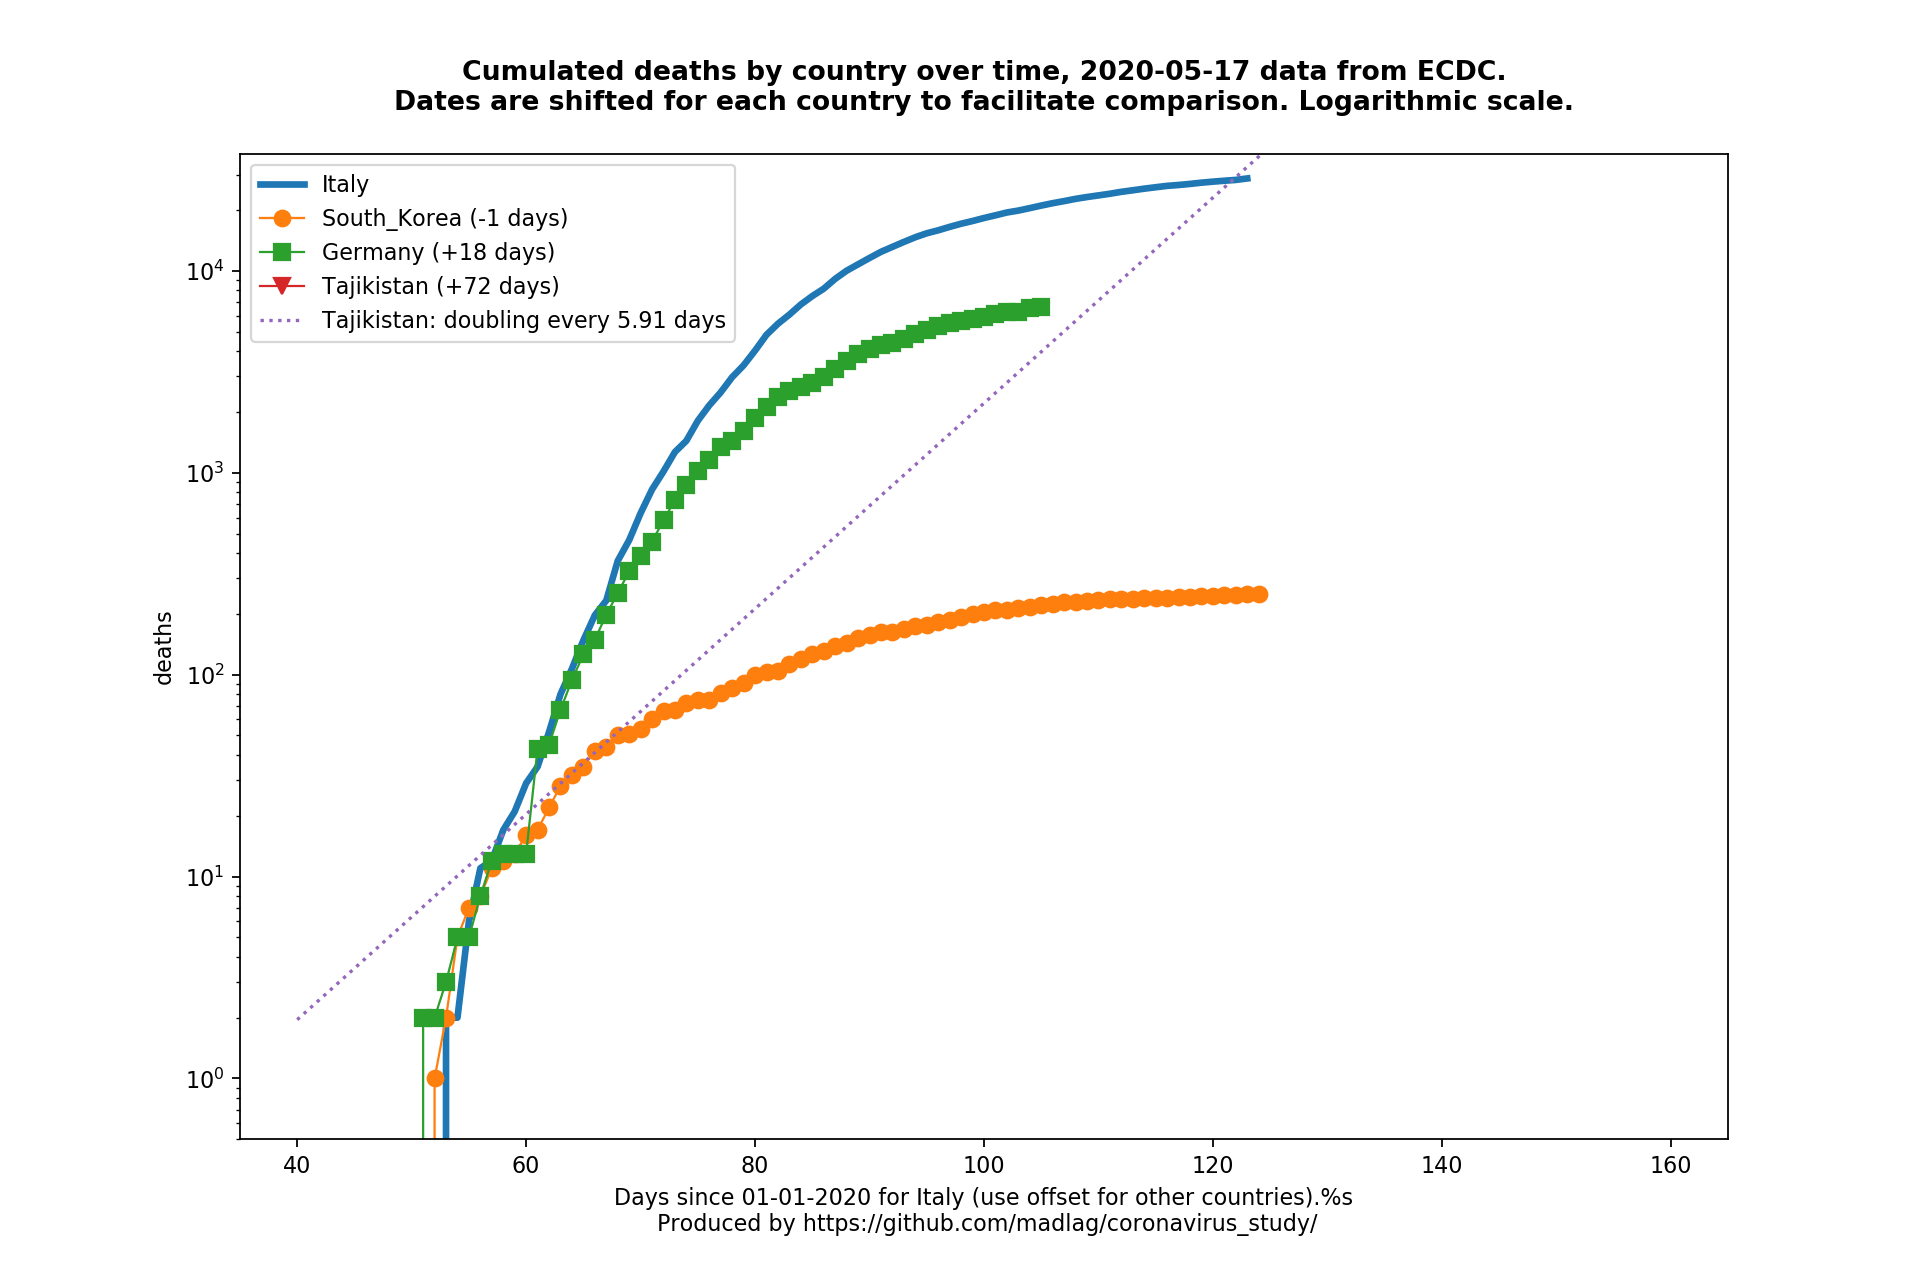 Cumulated deaths by country over time, 2020-05-17 data from ECDC.
Dates are shifted for each country to facilitate comparison. Logarithmic scale.
Italy
South_Korea (-1 days)
Germany (+18 days)
Tajikistan (+72 days)
Tajikistan: doubling every 5.91 days
10⁴
10³
10²
10¹
10⁰
deaths
40 60 80 100 120 140 160
Days since 01-01-2020 for Italy (use offset for other countries).%s
Produced by https://github.com/madlag/coronavirus_study/